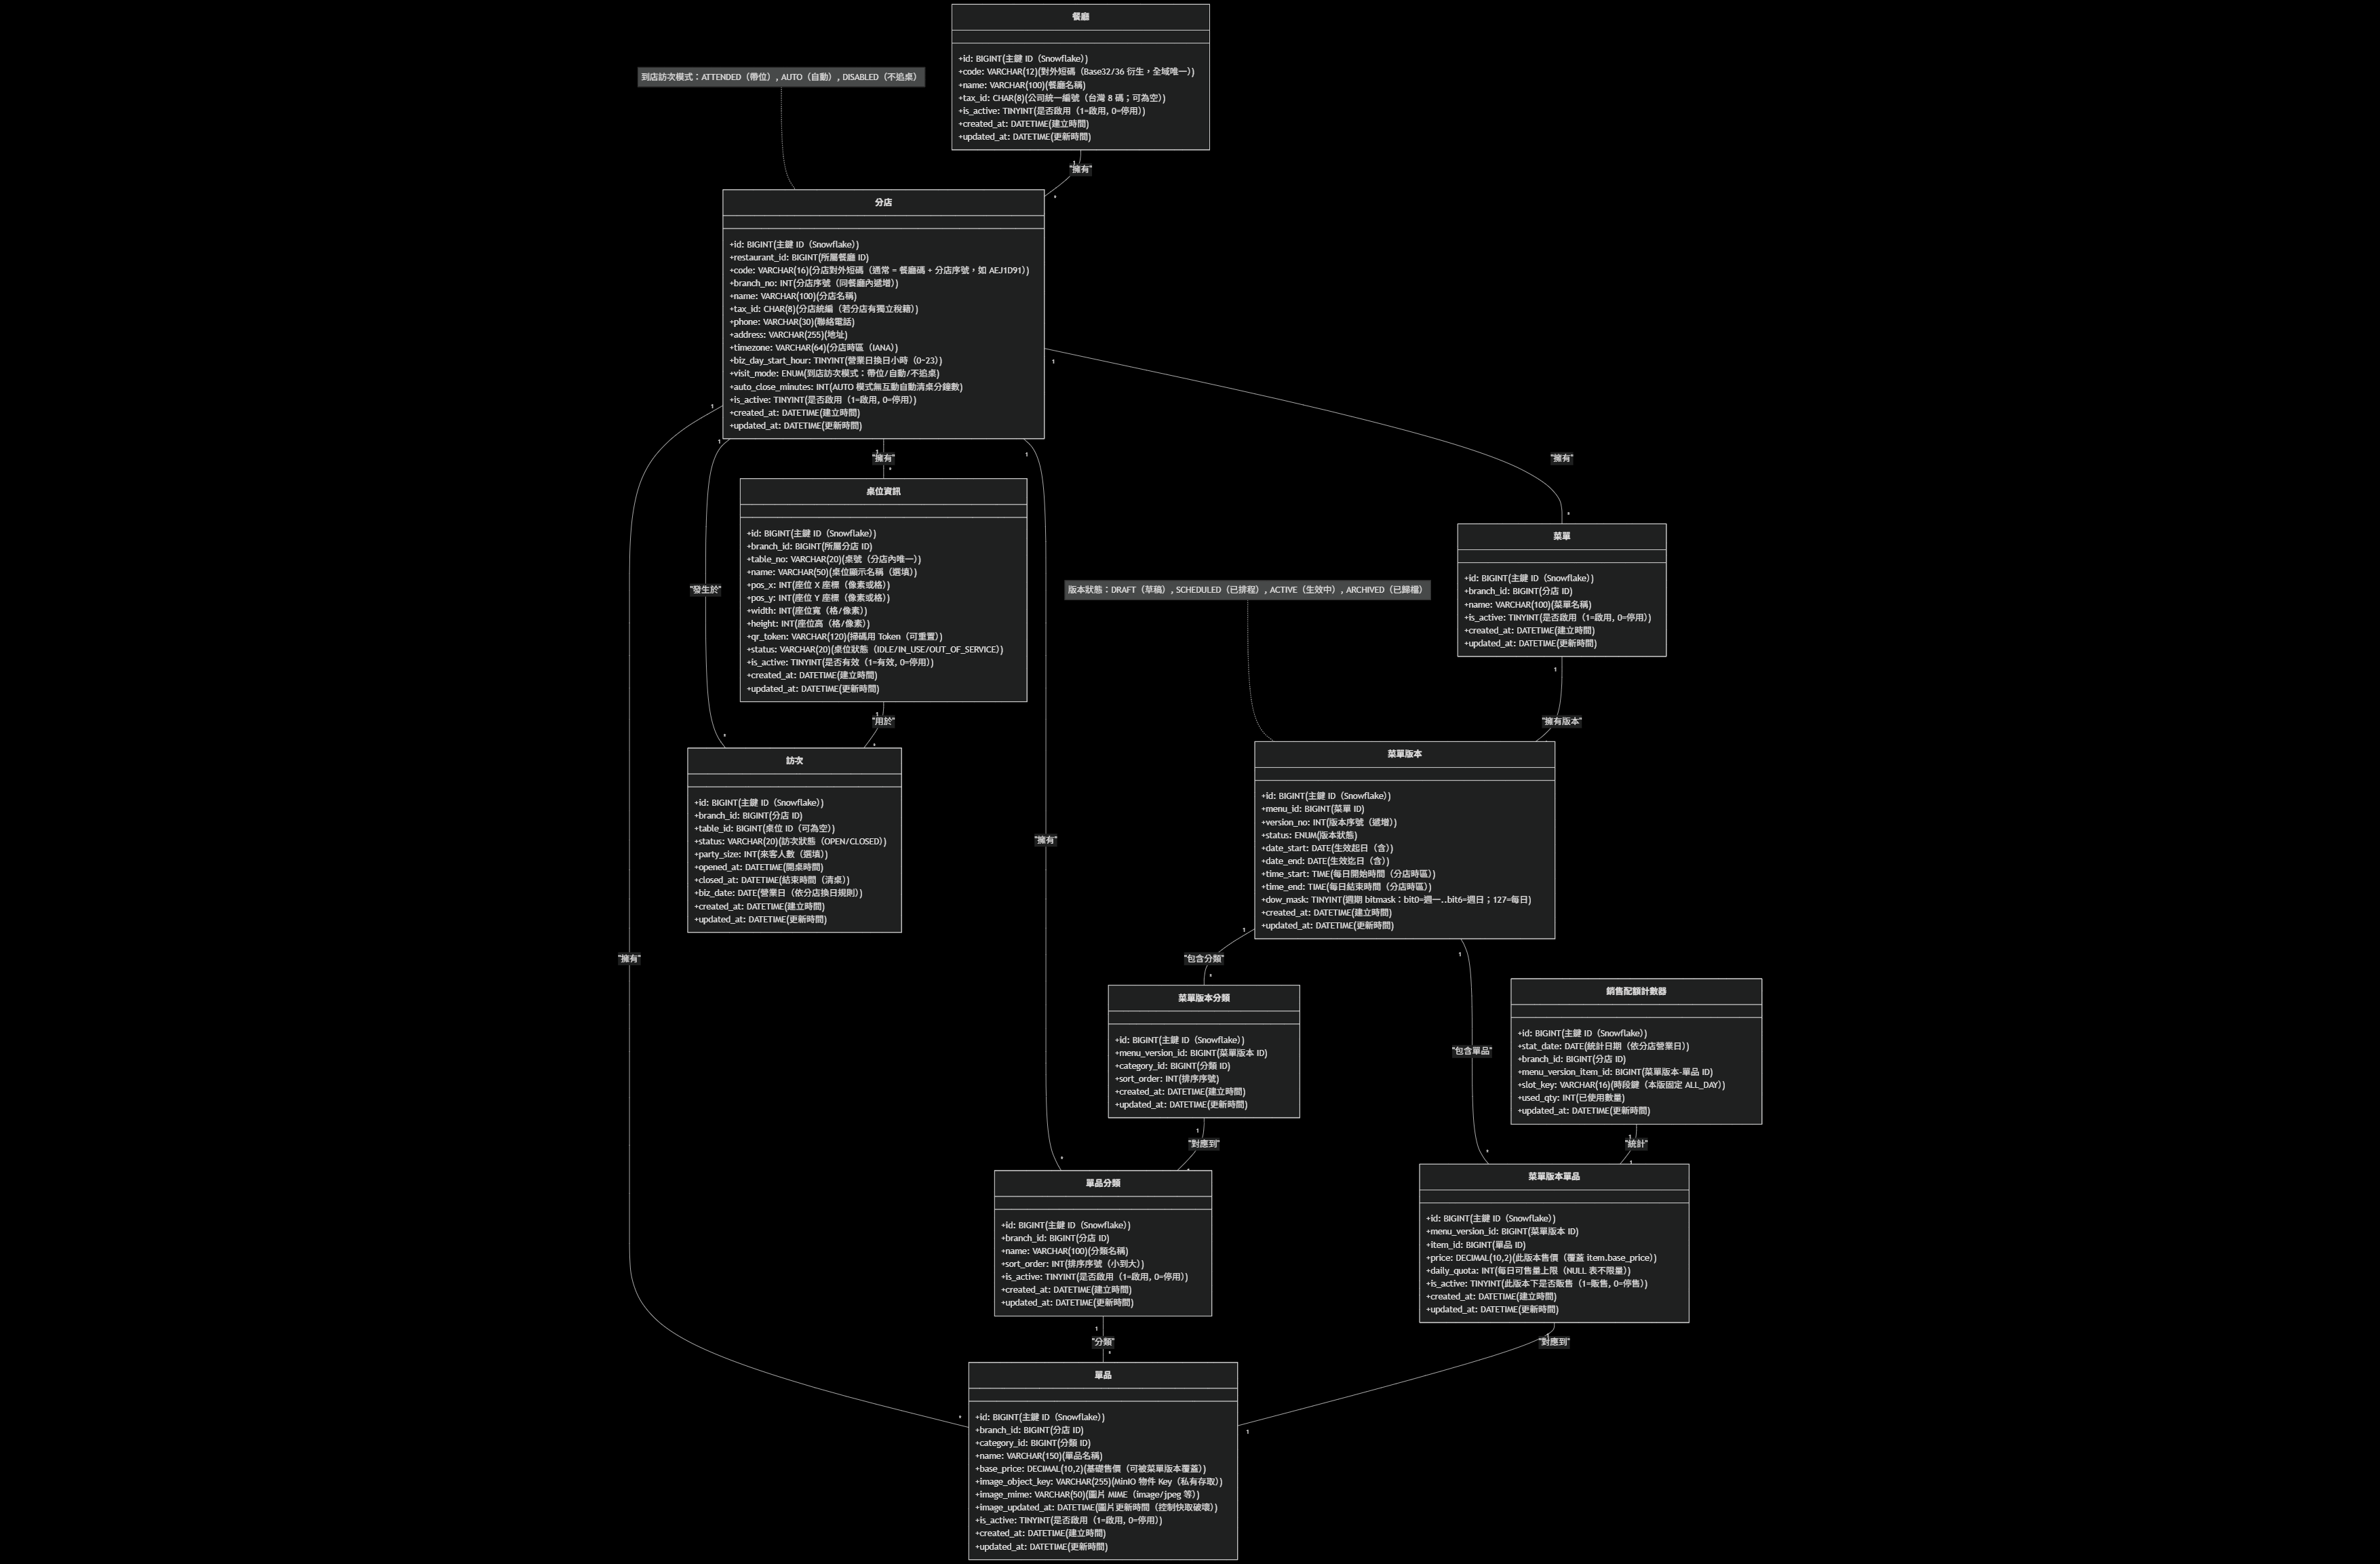 餐廳
+id: BIGINT(主鍵 ID（Snowflake）)
+code: VARCHAR(12)(對外短碼（Base32/36 衍生，全域唯一）)
+name: VARCHAR(100)(餐廳名稱)
+tax_id: CHAR(8)(公司統一編號（台灣 8 碼；可為空）)
+is_active: TINYINT(是否啟用（1=啟用, 0=停用）)
+created_at: DATETIME(建立時間)
+updated_at: DATETIME(更新時間)
到店訪次模式：ATTENDED（帶位）, AUTO（自動）, DISABLED（不追桌）
1
"擁有"
*
分店
+id: BIGINT(主鍵 ID（Snowflake）)
+restaurant_id: BIGINT(所屬餐廳 ID)
+code: VARCHAR(16)(分店對外短碼（通常 = 餐廳碼 + 分店序號，如 AEJ1D91）)
+branch_no: INT(分店序號（同餐廳內遞增）)
+name: VARCHAR(100)(分店名稱)
+tax_id: CHAR(8)(分店統編（若分店有獨立稅籍）)
+phone: VARCHAR(30)(聯絡電話)
+address: VARCHAR(255)(地址)
+timezone: VARCHAR(64)(分店時區（IANA）)
+biz_day_start_hour: TINYINT(營業日換日小時（0-23）)
+visit_mode: ENUM(到店訪次模式：帶位/自動/不追桌)
+auto_close_minutes: INT(AUTO 模式無互動自動清桌分鐘數)
+is_active: TINYINT(是否啟用（1=啟用, 0=停用）)
+created_at: DATETIME(建立時間)
+updated_at: DATETIME(更新時間)
1
1
1
1
1
"擁有"
*
"擁有"
*
桌位資訊
+id: BIGINT(主鍵 ID（Snowflake）)
+branch_id: BIGINT(所屬分店 ID)
+table_no: VARCHAR(20)(桌號（分店內唯一）)
+name: VARCHAR(50)(桌位顯示名稱（選填）)
+pos_x: INT(座位 X 座標（像素或格）)
+pos_y: INT(座位 Y 座標（像素或格）)
+width: INT(座位寬（格/像素）)
+height: INT(座位高（格/像素）)
+qr_token: VARCHAR(120)(掃碼用 Token（可重置）)
+status: VARCHAR(20)(桌位狀態（IDLE/IN_USE/OUT_OF_SERVICE）)
+is_active: TINYINT(是否有效（1=有效, 0=停用）)
+created_at: DATETIME(建立時間)
+updated_at: DATETIME(更新時間)
菜單
+id: BIGINT(主鍵 ID（Snowflake）)
+branch_id: BIGINT(分店 ID)
+name: VARCHAR(100)(菜單名稱)
+is_active: TINYINT(是否啟用（1=啟用, 0=停用）)
+created_at: DATETIME(建立時間)
+updated_at: DATETIME(更新時間)
"發生於"
版本狀態：DRAFT（草稿）, SCHEDULED（已排程）, ACTIVE（生效中）, ARCHIVED（已歸檔）
1
"用於"
*
*
1
"擁有版本"
訪次
+id: BIGINT(主鍵 ID（Snowflake）)
+branch_id: BIGINT(分店 ID)
+table_id: BIGINT(桌位 ID（可為空）)
+status: VARCHAR(20)(訪次狀態（OPEN/CLOSED）)
+party_size: INT(來客人數（選填）)
+opened_at: DATETIME(開桌時間)
+closed_at: DATETIME(結束時間（清桌）)
+biz_date: DATE(營業日（依分店換日規則）)
+created_at: DATETIME(建立時間)
+updated_at: DATETIME(更新時間)
菜單版本
+id: BIGINT(主鍵 ID（Snowflake）)
+menu_id: BIGINT(菜單 ID)
+version_no: INT(版本序號（遞增）)
+status: ENUM(版本狀態)
+date_start: DATE(生效起日（含）)
+date_end: DATE(生效迄日（含）)
+time_start: TIME(每日開始時間（分店時區）)
+time_end: TIME(每日結束時間（分店時區）)
+dow_mask: TINYINT(週期 bitmask：bit0=週一..bit6=週日；127=每日)
+created_at: DATETIME(建立時間)
+updated_at: DATETIME(更新時間)
"擁有"
"擁有"
1
"包含分類"
*
1
"包含單品"
*
菜單版本分類
+id: BIGINT(主鍵 ID（Snowflake）)
+menu_version_id: BIGINT(菜單版本 ID)
+category_id: BIGINT(分類 ID)
+sort_order: INT(排序序號)
+created_at: DATETIME(建立時間)
+updated_at: DATETIME(更新時間)
銷售配額計數器
+id: BIGINT(主鍵 ID（Snowflake）)
+stat_date: DATE(統計日期（依分店營業日）)
+branch_id: BIGINT(分店 ID)
+menu_version_item_id: BIGINT(菜單版本-單品 ID)
+slot_key: VARCHAR(16)(時段鍵（本版固定 ALL_DAY）)
+used_qty: INT(已使用數量)
+updated_at: DATETIME(更新時間)
1
"對應到"
*
1
"統計"
1
單品分類
+id: BIGINT(主鍵 ID（Snowflake）)
+branch_id: BIGINT(分店 ID)
+name: VARCHAR(100)(分類名稱)
+sort_order: INT(排序序號（小到大）)
+is_active: TINYINT(是否啟用（1=啟用, 0=停用）)
+created_at: DATETIME(建立時間)
+updated_at: DATETIME(更新時間)
菜單版本單品
+id: BIGINT(主鍵 ID（Snowflake）)
+menu_version_id: BIGINT(菜單版本 ID)
+item_id: BIGINT(單品 ID)
+price: DECIMAL(10,2)(此版本售價（覆蓋 item.base_price）)
+daily_quota: INT(每日可售量上限（NULL 表不限量）)
+is_active: TINYINT(此版本下是否販售（1=販售, 0=停售）)
+created_at: DATETIME(建立時間)
+updated_at: DATETIME(更新時間)
1
"分類"
*
1
"對應到"
*
1
單品
+id: BIGINT(主鍵 ID（Snowflake）)
+branch_id: BIGINT(分店 ID)
+category_id: BIGINT(分類 ID)
+name: VARCHAR(150)(單品名稱)
+base_price: DECIMAL(10,2)(基礎售價（可被菜單版本覆蓋）)
+image_object_key: VARCHAR(255)(MinIO 物件 Key（私有存取）)
+image_mime: VARCHAR(50)(圖片 MIME（image/jpeg 等）)
+image_updated_at: DATETIME(圖片更新時間（控制快取破壞）)
+is_active: TINYINT(是否啟用（1=啟用, 0=停用）)
+created_at: DATETIME(建立時間)
+updated_at: DATETIME(更新時間)